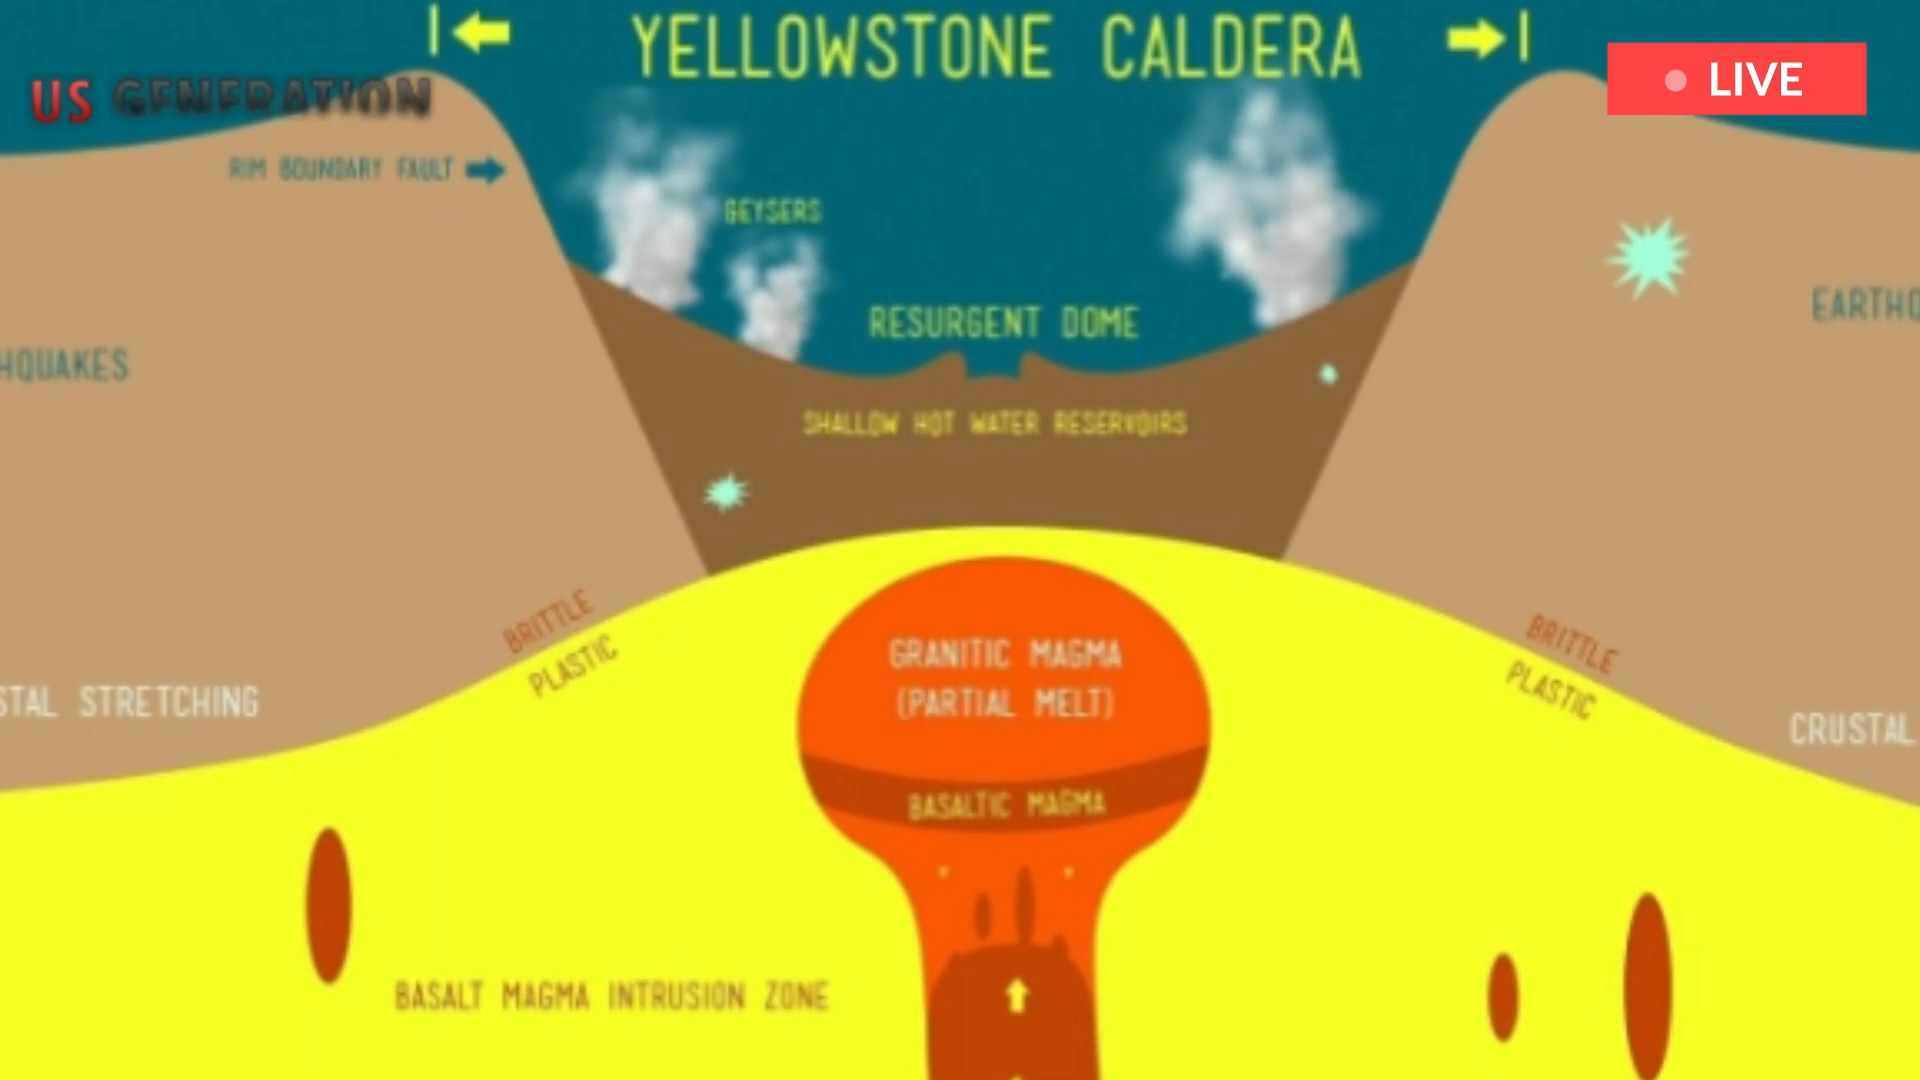 YELLOWSTONE CALDERA
LIVE
US GENERATION
RIM BOUNDARY FAULT
GEYSERS
EARTHQ
RESURGENT DOME
HQUAKES
SHALLOW HOT WATER RESERVOIRS
BRITTLE
PLASTIC
BRITTLE
PLASTIC
GRANITIC MAGMA
(PARTIAL MELT)
STAL STRETCHING
CRUSTAL
BASALTIC MAGMA
BASALT MAGMA INTRUSION ZONE